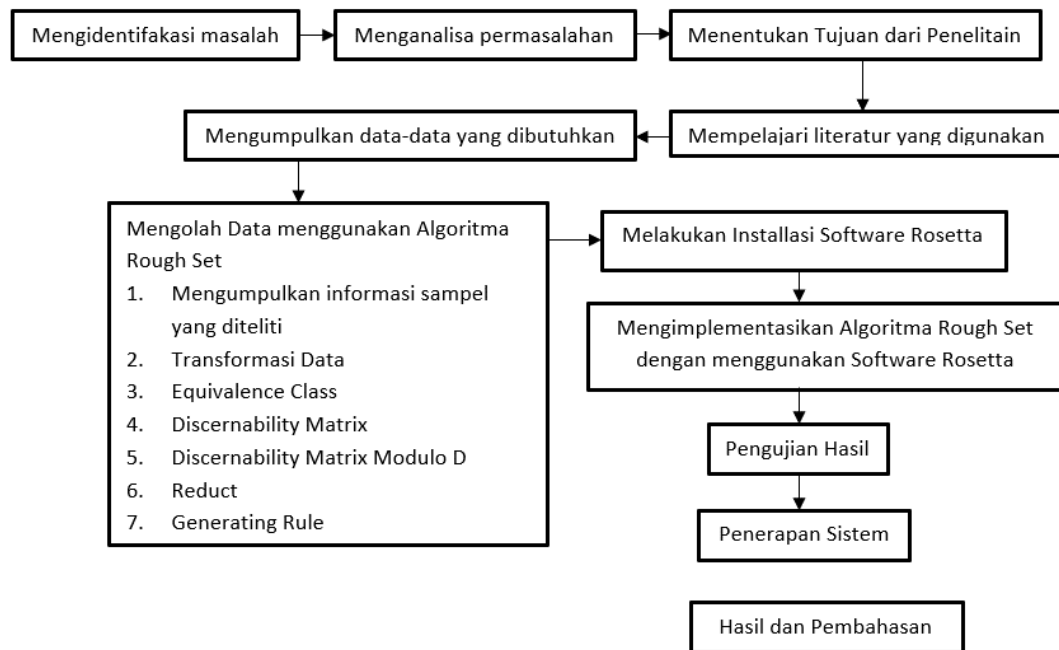 Mengidentifakasi masalah
Menganalisa permasalahan
Menentukan Tujuan dari Penelitain
Mempelajari literatur yang digunakan
Mengumpulkan data-data yang dibutuhkan
Mengolah Data menggunakan Algoritma
Rough Set
1. Mengumpulkan informasi sampel
yang diteliti
2. Transformasi Data
3. Equivalence Class
4. Discernability Matrix
5. Discernability Matrix Modulo D
6. Reduct
7. Generating Rule
Melakukan Installasi Software Rosetta
Mengimplementasikan Algoritma Rough Set
dengan menggunakan Software Rosetta
Pengujian Hasil
Penerapan Sistem
Hasil dan Pembahasan